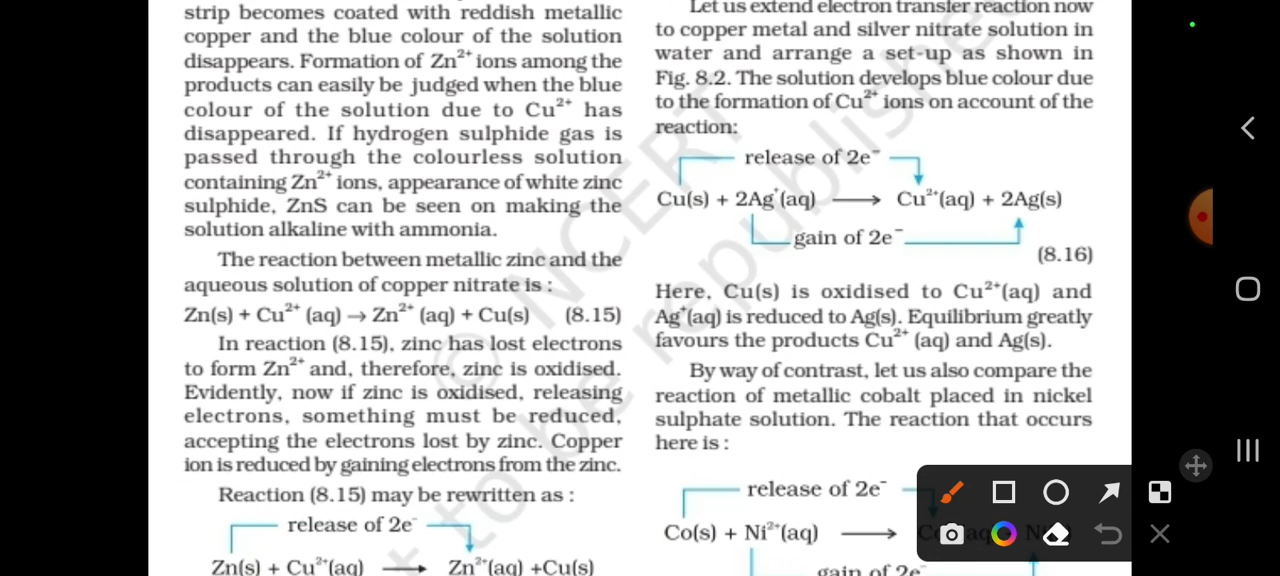 strip becomes coated with reddish metallic
copper and the blue colour of the solution
disappears. Formation of Zn²⁺ ions among the
products can easily be judged when the blue
colour of the solution due to Cu²⁺ has
disappeared. If hydrogen sulphide gas is
passed through the colourless solution
containing Zn²⁺ ions, appearance of white zinc
sulphide, ZnS can be seen on making the
solution alkaline with ammonia.
The reaction between metallic zinc and the
aqueous solution of copper nitrate is :
Zn(s) + Cu²⁺ (aq) → Zn²⁺ (aq) + Cu(s) (8.15)
In reaction (8.15), zinc has lost electrons
to form Zn²⁺ and, therefore, zinc is oxidised.
Evidently, now if zinc is oxidised, releasing
electrons, something must be reduced,
accepting the electrons lost by zinc. Copper
ion is reduced by gaining electrons from the zinc.
Reaction (8.15) may be rewritten as :
release of 2e⁻
Zn(s) + Cu²⁺(aq) ⟶ Zn²⁺(aq) +Cu(s)
Let us extend electron transfer reaction now
to copper metal and silver nitrate solution in
water and arrange a set-up as shown in
Fig. 8.2. The solution develops blue colour due
to the formation of Cu²⁺ ions on account of the
reaction:
release of 2e⁻
Cu(s) + 2Ag⁺(aq) ⟶ Cu²⁺(aq) + 2Ag(s)
gain of 2e⁻
(8.16)
Here, Cu(s) is oxidised to Cu²⁺(aq) and
Ag⁺(aq) is reduced to Ag(s). Equilibrium greatly
favours the products Cu²⁺ (aq) and Ag(s).
By way of contrast, let us also compare the
reaction of metallic cobalt placed in nickel
sulphate solution. The reaction that occurs
here is :
release of 2e⁻
Co(s) + Ni²⁺(aq) ⟶
gain of 2e⁻
© NCERT
not to be republished